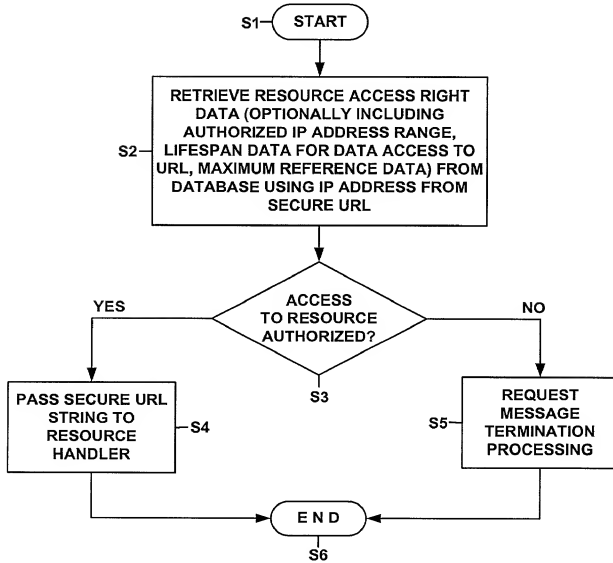 S1
START
RETRIEVE RESOURCE ACCESS RIGHT
DATA (OPTIONALLY INCLUDING
AUTHORIZED IP ADDRESS RANGE,
LIFESPAN DATA FOR DATA ACCESS TO
URL, MAXIMUM REFERENCE DATA) FROM
DATABASE USING IP ADDRESS FROM
SECURE URL
S2
YES
ACCESS
TO RESOURCE
AUTHORIZED?
NO
S3
PASS SECURE URL
STRING TO
RESOURCE
HANDLER
S4
S5
REQUEST
MESSAGE
TERMINATION
PROCESSING
E N D
S6